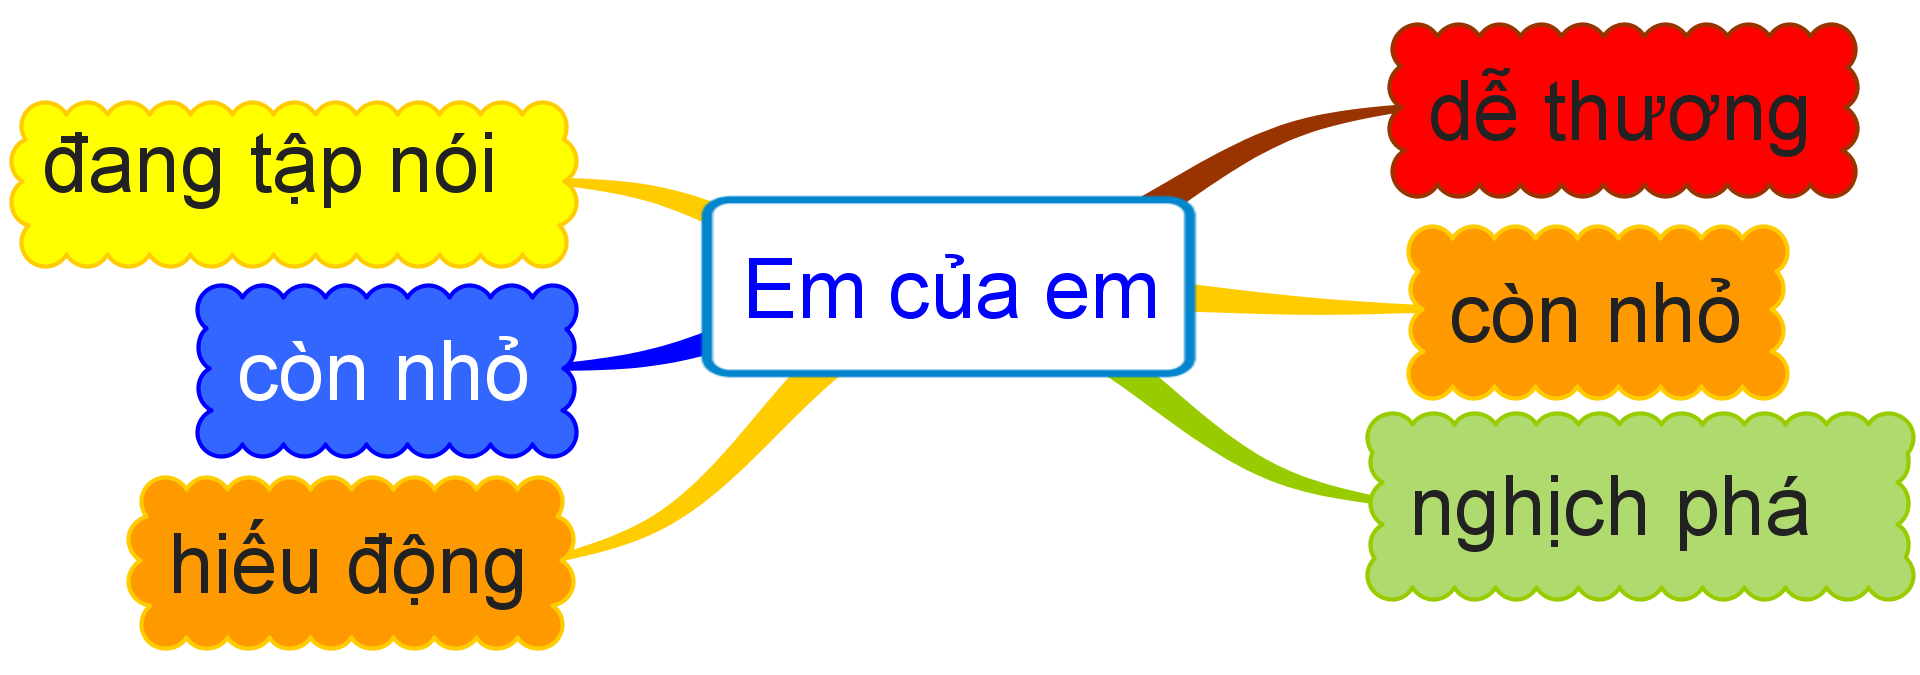 đang tập nói
còn nhỏ
hiếu động
Em của em
dễ thương
còn nhỏ
nghịch phá